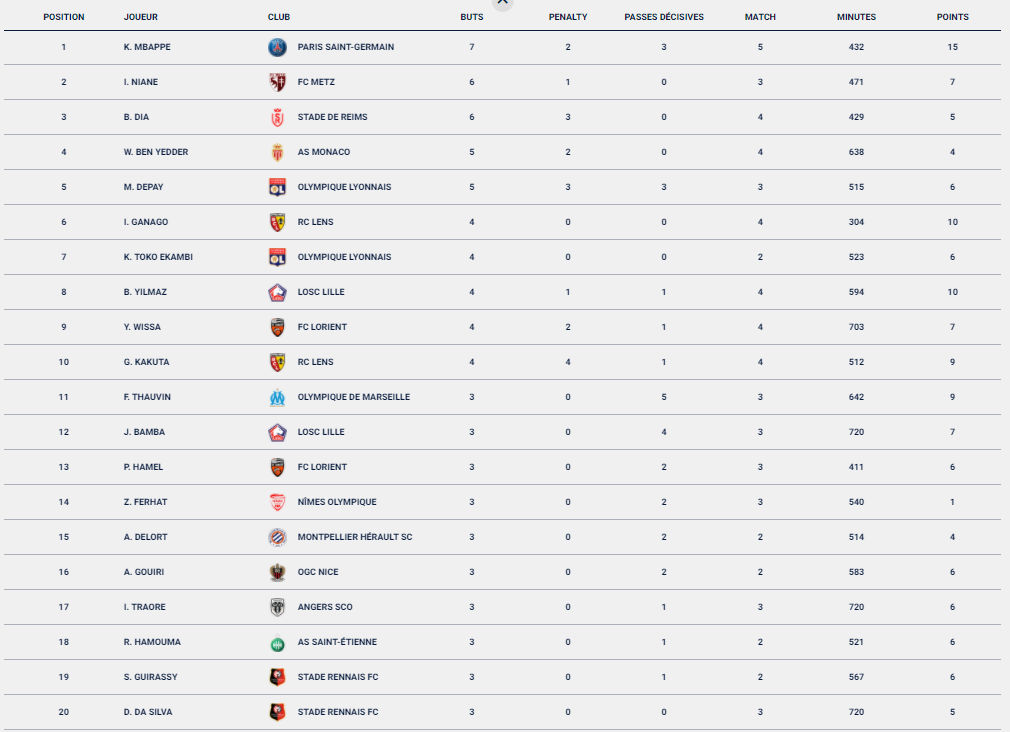 POSITION JOUEUR CLUB BUTS PENALTY PASSES DÉCISIVES MATCH MINUTES POINTS
1 K. MBAPPE PARIS SAINT-GERMAIN 7 2 3 5 432 15
2 I. NIANE FC METZ 6 1 0 3 471 7
3 B. DIA STADE DE REIMS 6 3 0 4 429 5
4 W. BEN YEDDER AS MONACO 5 2 0 4 638 4
5 M. DEPAY OLYMPIQUE LYONNAIS 5 3 3 3 515 6
6 I. GANAGO RC LENS 4 0 0 4 304 10
7 K. TOKO EKAMBI OLYMPIQUE LYONNAIS 4 0 0 2 523 6
8 B. YILMAZ LOSC LILLE 4 1 1 4 594 10
9 Y. WISSA FC LORIENT 4 2 1 4 703 7
10 G. KAKUTA RC LENS 4 4 1 4 512 9
11 F. THAUVIN OLYMPIQUE DE MARSEILLE 3 0 5 3 642 9
12 J. BAMBA LOSC LILLE 3 0 4 3 720 7
13 P. HAMEL FC LORIENT 3 0 2 3 411 6
14 Z. FERHAT NÎMES OLYMPIQUE 3 0 2 3 540 1
15 A. DELORT MONTPELLIER HÉRAULT SC 3 0 2 2 514 4
16 A. GOUIRI OGC NICE 3 0 2 2 583 6
17 I. TRAORE ANGERS SCO 3 0 1 3 720 6
18 R. HAMOUMA AS SAINT-ÉTIENNE 3 0 1 2 521 6
19 S. GUIRASSY STADE RENNAIS FC 3 0 1 2 567 6
20 D. DA SILVA STADE RENNAIS FC 3 0 0 3 720 5